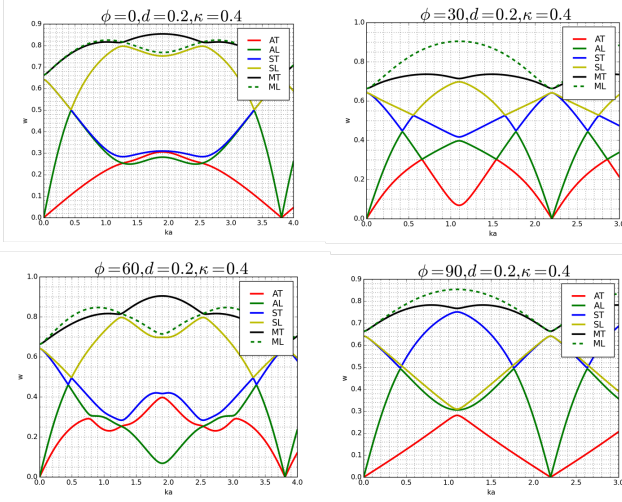 ϕ=0,d=0.2,κ=0.4
0.9
0.8
0.7
0.6
0.5
0.4
0.3
0.2
0.1
0.0
w
0.0 0.5 1.0 1.5 2.0 2.5 3.0 3.5 4.0
ka
AT
AL
ST
SL
MT
ML
ϕ=30,d=0.2,κ=0.4
1.0
0.8
0.6
0.4
0.2
0.0
w
0.0 0.5 1.0 1.5 2.0 2.5 3.0
ka
AT
AL
ST
SL
MT
ML
ϕ=60,d=0.2,κ=0.4
1.0
0.8
0.6
0.4
0.2
0.0
w
0.0 0.5 1.0 1.5 2.0 2.5 3.0 3.5 4.0
ka
AT
AL
ST
SL
MT
ML
ϕ=90,d=0.2,κ=0.4
0.9
0.8
0.7
0.6
0.5
0.4
0.3
0.2
0.1
0.0
w
0.0 0.5 1.0 1.5 2.0 2.5 3.0
ka
AT
AL
ST
SL
MT
ML